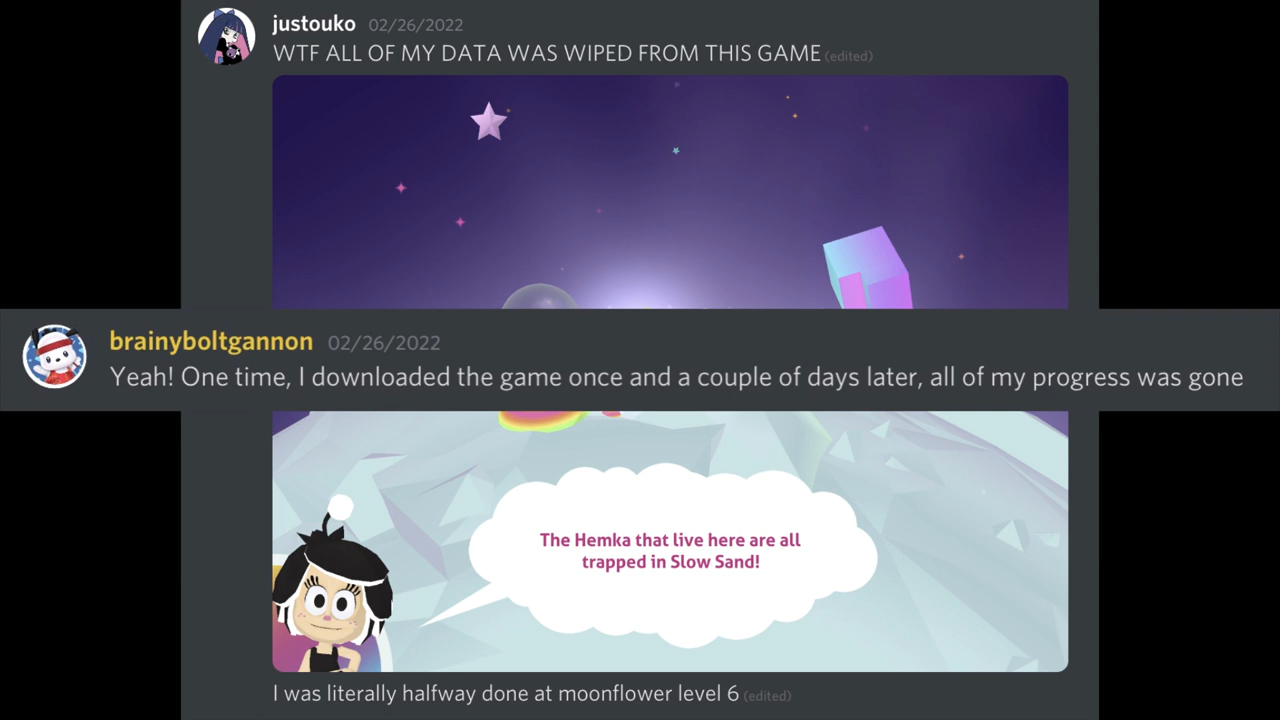 justouko 02/26/2022
WTF ALL OF MY DATA WAS WIPED FROM THIS GAME (edited)
brainyboltgannon 02/26/2022
Yeah! One time, I downloaded the game once and a couple of days later, all of my progress was gone
The Hemka that live here are all
trapped in Slow Sand!
I was literally halfway done at moonflower level 6 (edited)